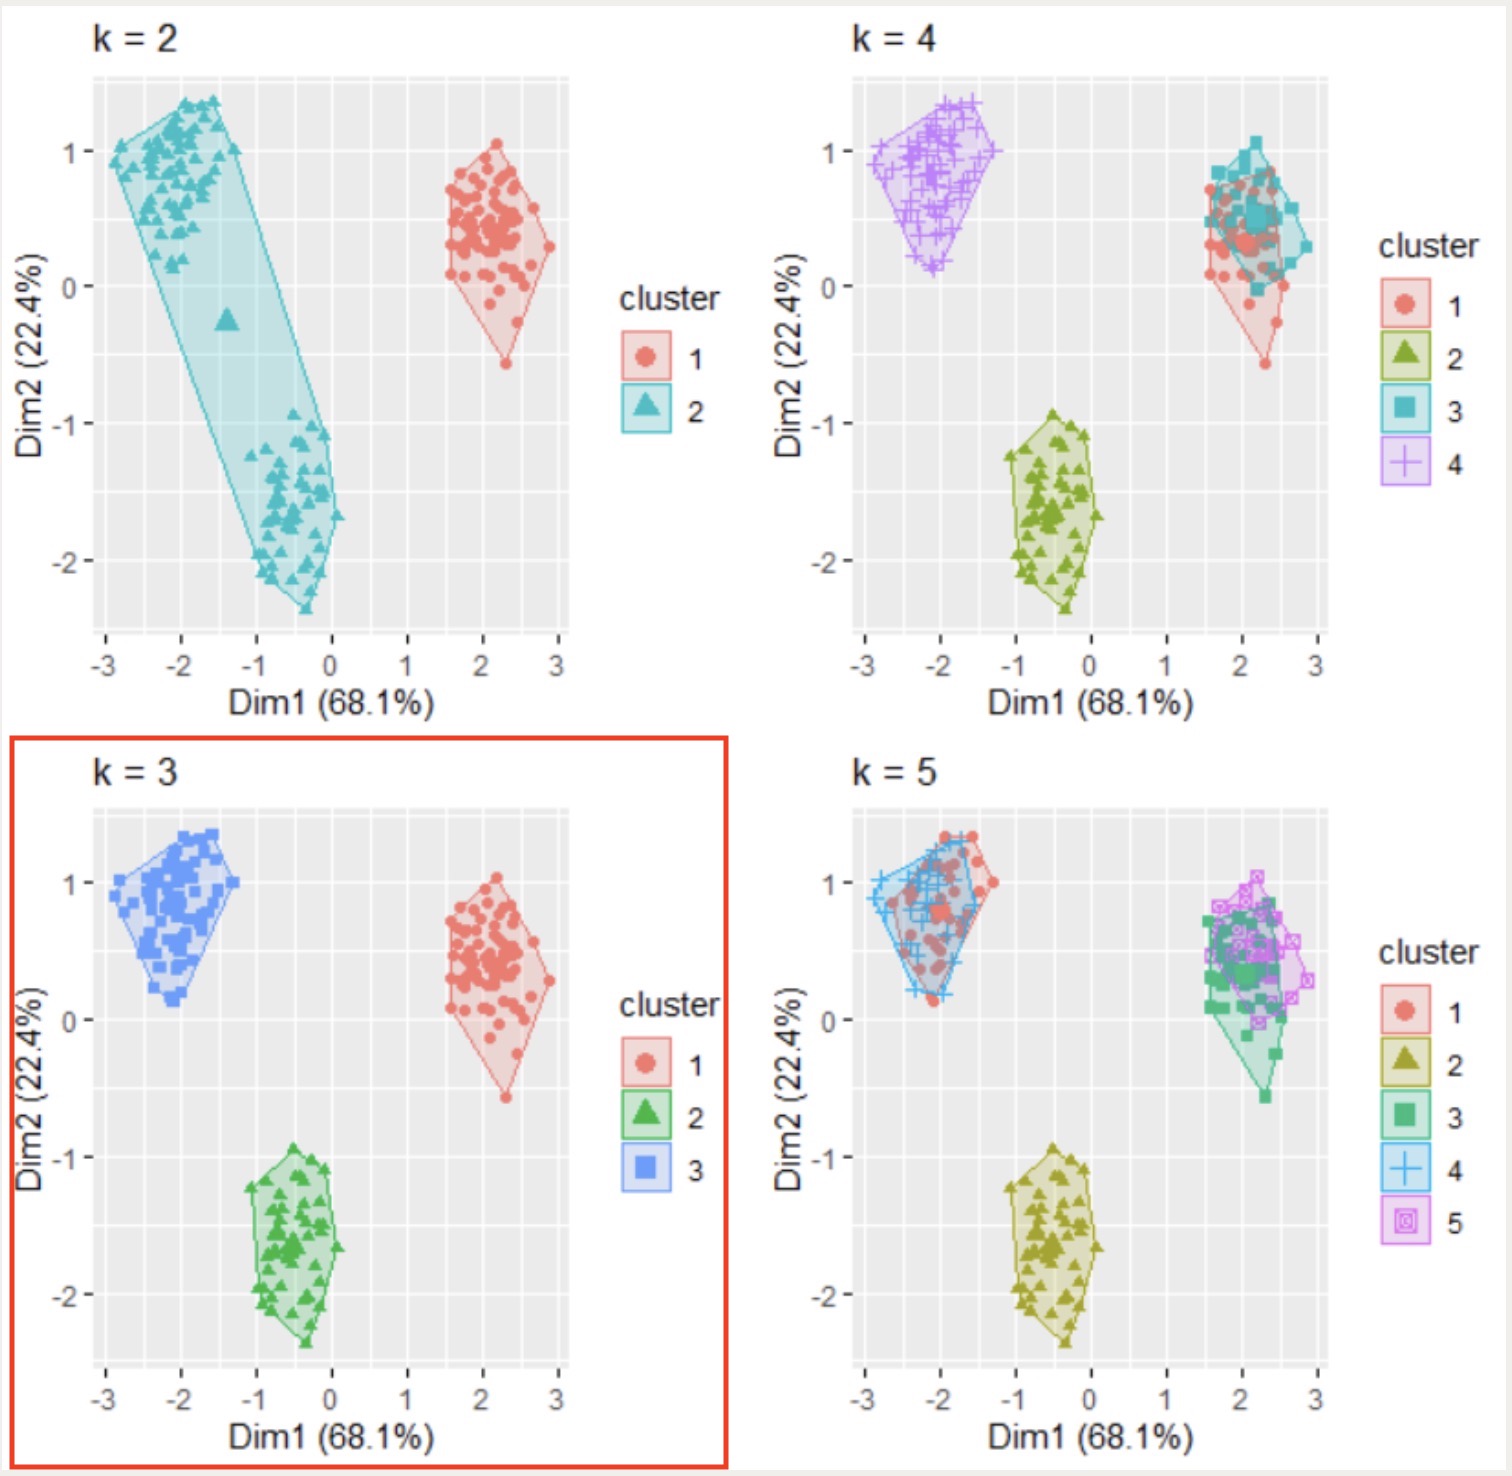 k = 2
1
0
-1
-2
Dim2 (22.4%)
-3 -2 -1 0 1 2 3
Dim1 (68.1%)
cluster
1
2
k = 4
1
0
-1
-2
Dim2 (22.4%)
-3 -2 -1 0 1 2 3
Dim1 (68.1%)
cluster
1
2
3
4
k = 3
1
0
-1
-2
Dim2 (22.4%)
-3 -2 -1 0 1 2 3
Dim1 (68.1%)
cluster
1
2
3
k = 5
1
0
-1
-2
Dim2 (22.4%)
-3 -2 -1 0 1 2 3
Dim1 (68.1%)
cluster
1
2
3
4
5